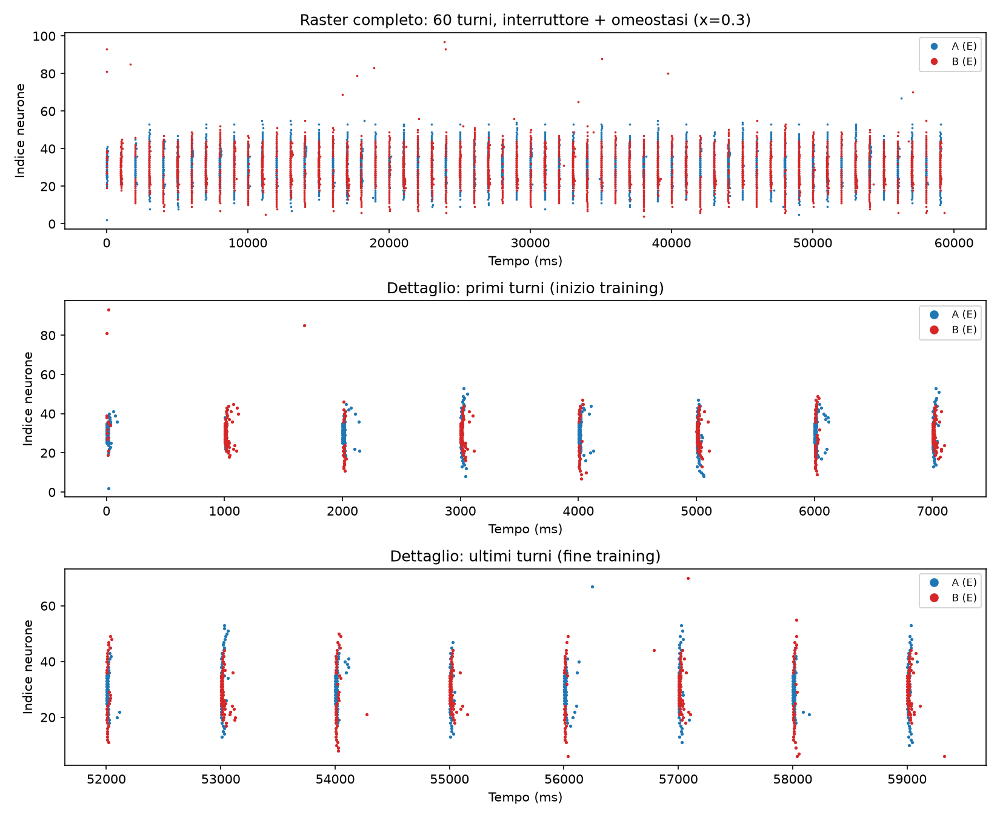 Raster completo: 60 turni, interruttore + omeostasi (x=0.3)
100
80
60
40
20
0
Indice neurone
A (E)
B (E)
0 10000 20000 30000 40000 50000 60000
Tempo (ms)
Dettaglio: primi turni (inizio training)
80
60
40
20
0
Indice neurone
A (E)
B (E)
0 1000 2000 3000 4000 5000 6000 7000
Tempo (ms)
Dettaglio: ultimi turni (fine training)
60
40
20
Indice neurone
A (E)
B (E)
52000 53000 54000 55000 56000 57000 58000 59000
Tempo (ms)